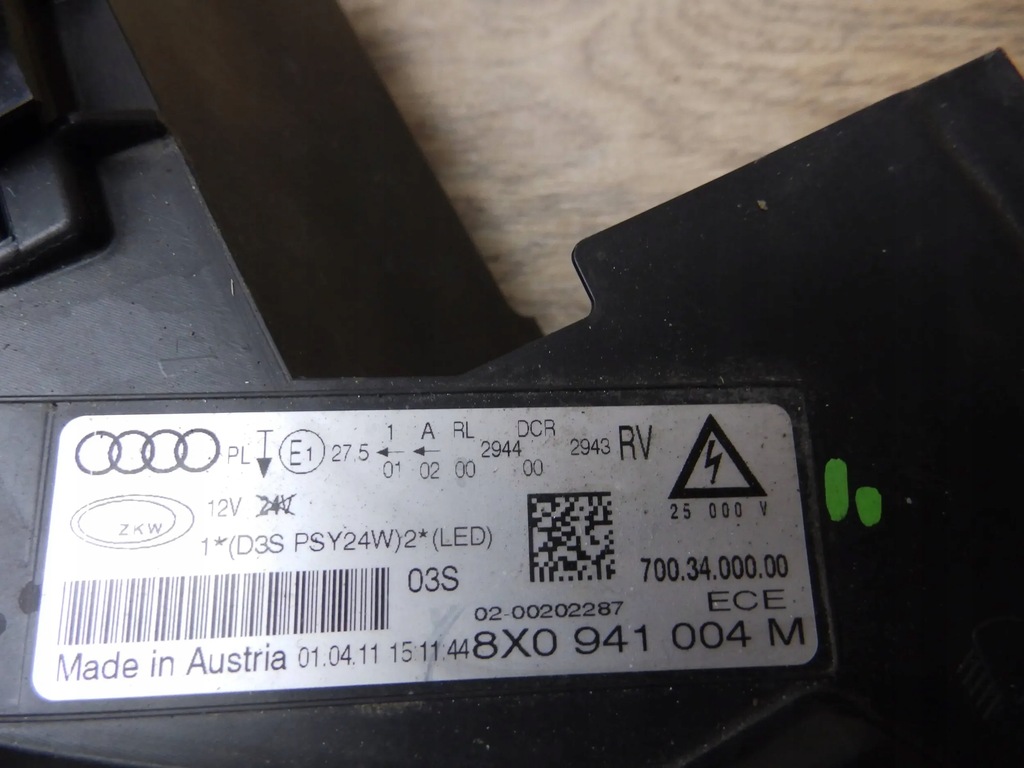 PL E1 27.5 1 01 A 02 RL 00 2944 DCR 00 2943 RV
25 000 V
ZKW 12V 24V
1*(D3S PSY24W)2*(LED)
03S
700.34.000.00
02-00202287 ECE
Made in Austria 01.04.11 15:11:44 8X0 941 004 M